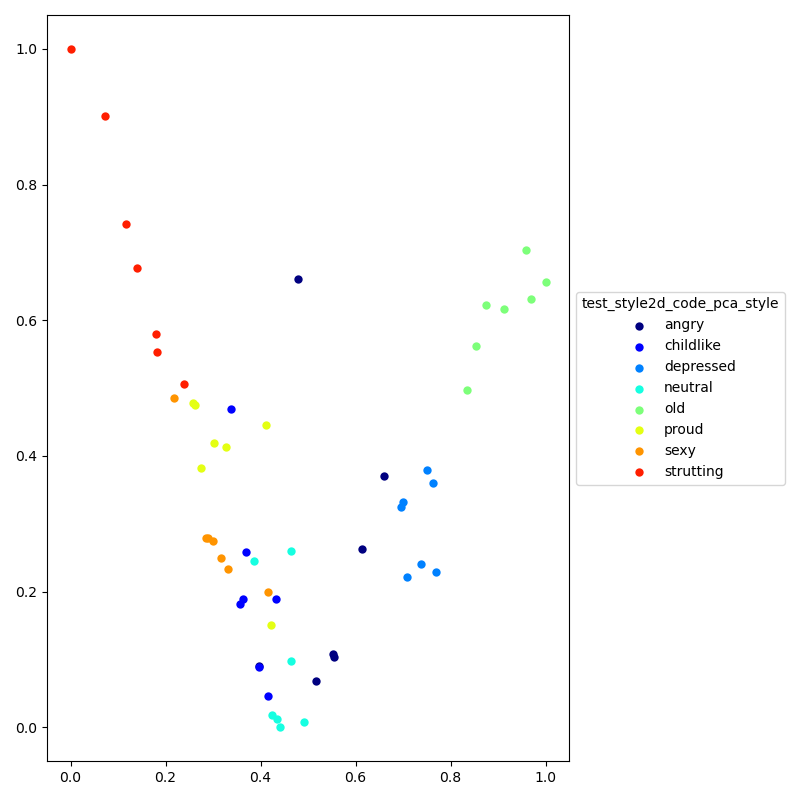 1.0
0.8
0.6
0.4
0.2
0.0
0.0 0.2 0.4 0.6 0.8 1.0
test_style2d_code_pca_style
angry
childlike
depressed
neutral
old
proud
sexy
strutting